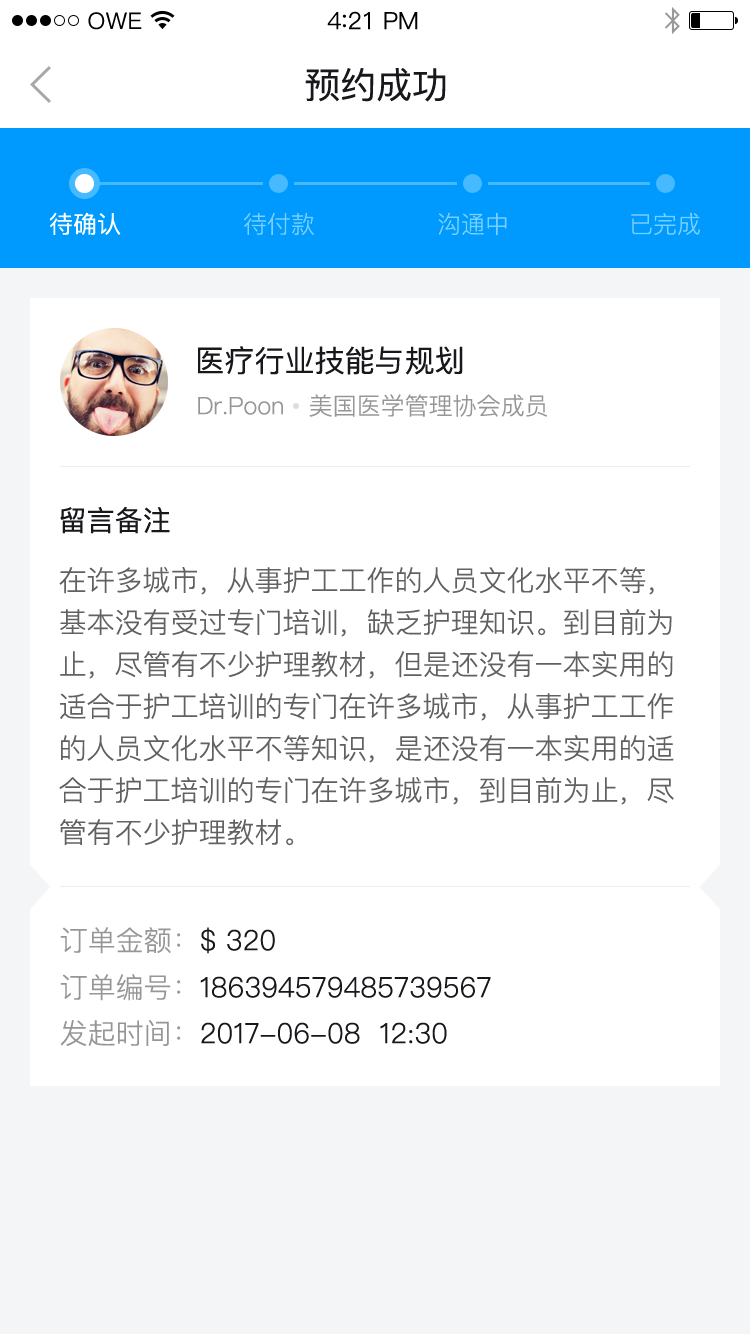 OWE 4:21 PM
预约成功
待确认 待付款 沟通中 已完成
医疗行业技能与规划
Dr.Poon • 美国医学管理协会成员
留言备注
在许多城市，从事护工工作的人员文化水平不等，
基本没有受过专门培训，缺乏护理知识。到目前为
止，尽管有不少护理教材，但是还没有一本实用的
适合于护工培训的专门在许多城市，从事护工工作
的人员文化水平不等知识，是还没有一本实用的适
合于护工培训的专门在许多城市，到目前为止，尽
管有不少护理教材。
订单金额：$ 320
订单编号：186394579485739567
发起时间：2017–06–08 12:30